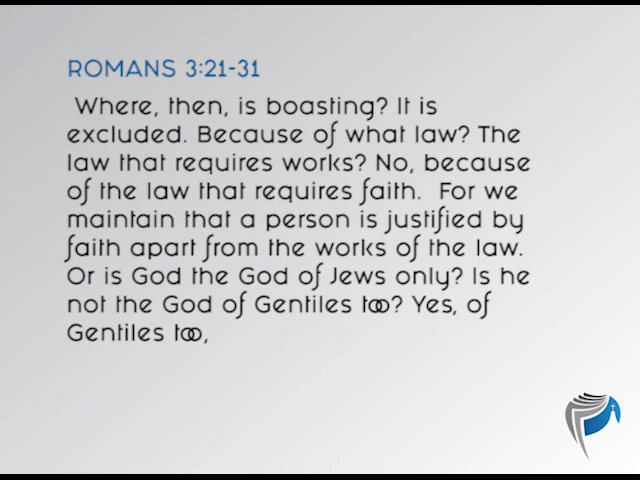 ROMANS 3:21-31
Where, then, is boasting? It is
excluded. Because of what law? The
law that requires works? No, because
of the law that requires faith.  For we
maintain that a person is justified by
faith apart from the works of the law.
Or is God the God of Jews only? Is he
not the God of Gentiles too? Yes, of
Gentiles too,